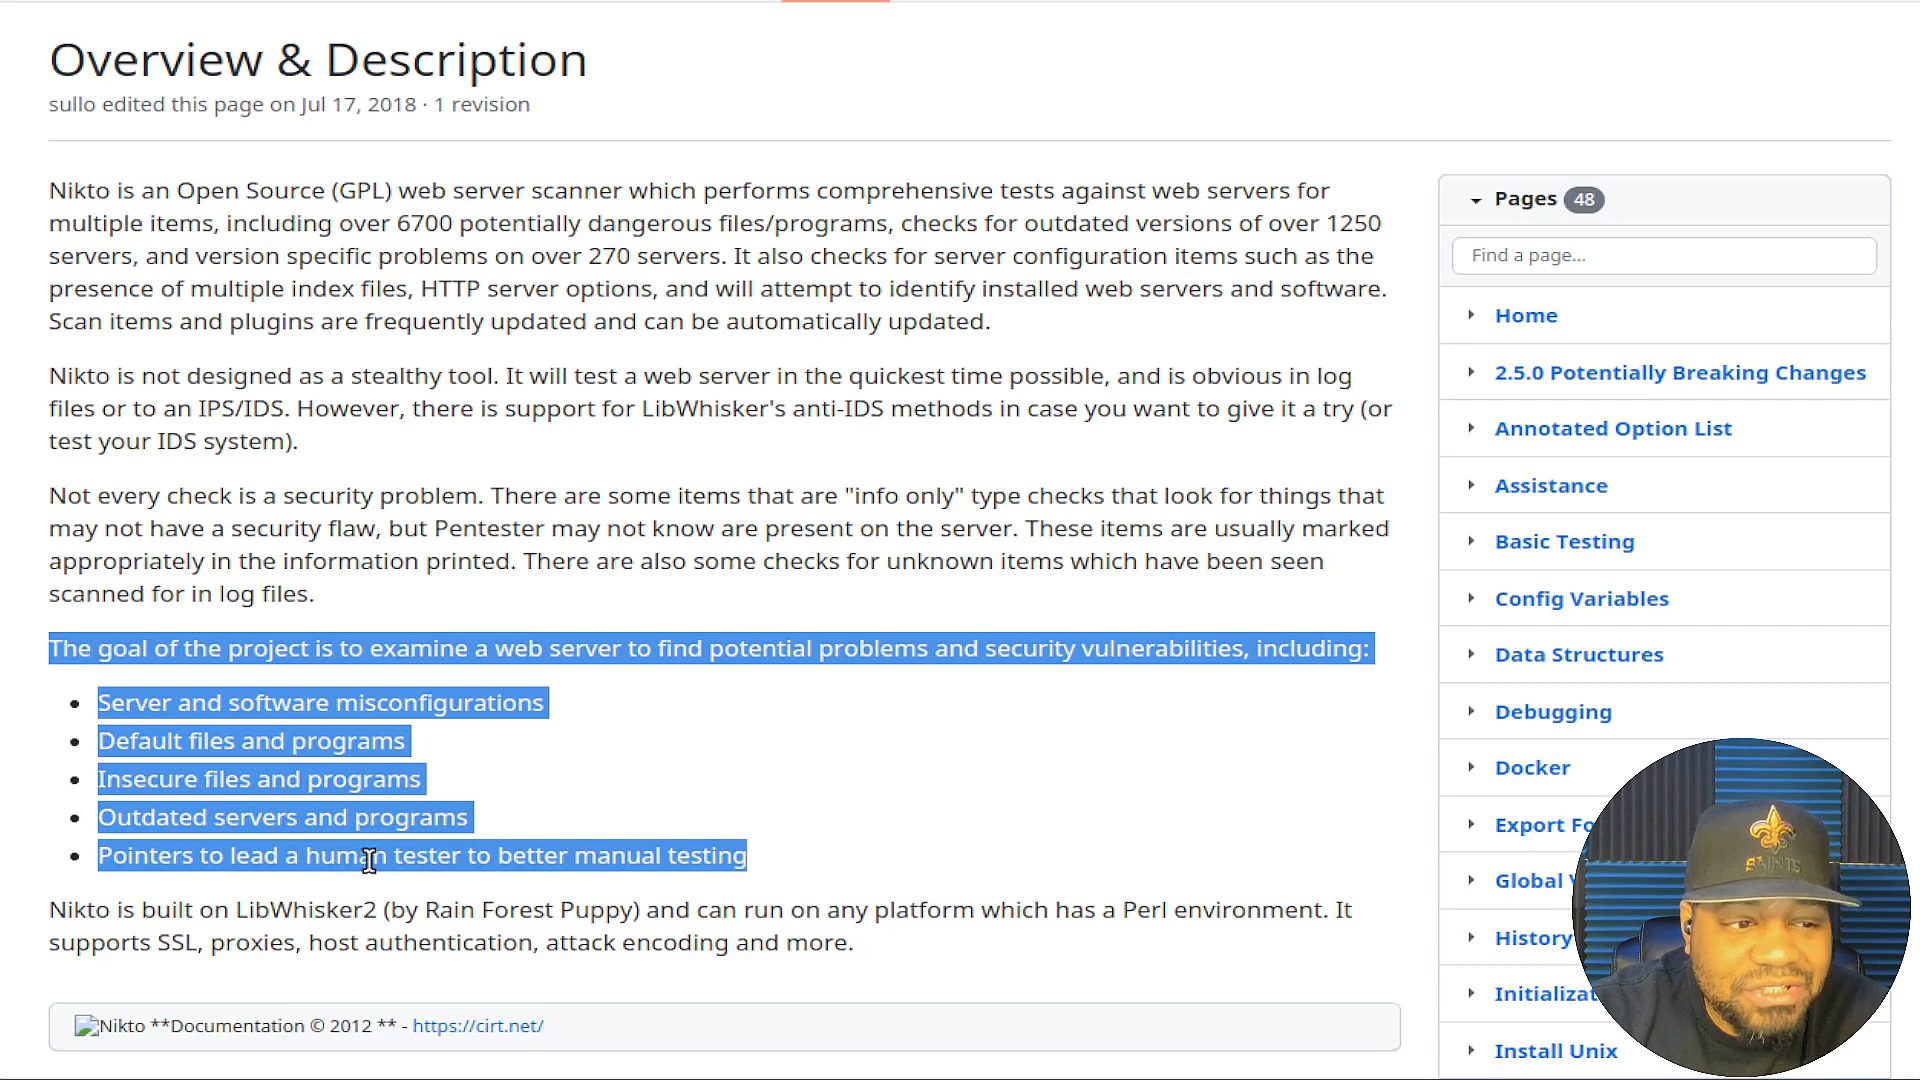 Overview & Description
sullo edited this page on Jul 17, 2018 · 1 revision
Nikto is an Open Source (GPL) web server scanner which performs comprehensive tests against web servers for
multiple items, including over 6700 potentially dangerous files/programs, checks for outdated versions of over 1250
servers, and version specific problems on over 270 servers. It also checks for server configuration items such as the
presence of multiple index files, HTTP server options, and will attempt to identify installed web servers and software.
Scan items and plugins are frequently updated and can be automatically updated.
Nikto is not designed as a stealthy tool. It will test a web server in the quickest time possible, and is obvious in log
files or to an IPS/IDS. However, there is support for LibWhisker's anti-IDS methods in case you want to give it a try (or
test your IDS system).
Not every check is a security problem. There are some items that are "info only" type checks that look for things that
may not have a security flaw, but Pentester may not know are present on the server. These items are usually marked
appropriately in the information printed. There are also some checks for unknown items which have been seen
scanned for in log files.
The goal of the project is to examine a web server to find potential problems and security vulnerabilities, including:
• Server and software misconfigurations
• Default files and programs
• Insecure files and programs
• Outdated servers and programs
• Pointers to lead a human tester to better manual testing
Nikto is built on LibWhisker2 (by Rain Forest Puppy) and can run on any platform which has a Perl environment. It
supports SSL, proxies, host authentication, attack encoding and more.
Nikto **Documentation © 2012 ** - https://cirt.net/
Pages 48
Find a page...
Home
2.5.0 Potentially Breaking Changes
Annotated Option List
Assistance
Basic Testing
Config Variables
Data Structures
Debugging
Docker
Export Fo
Global
History
Initializat
Install Unix
SAINTS